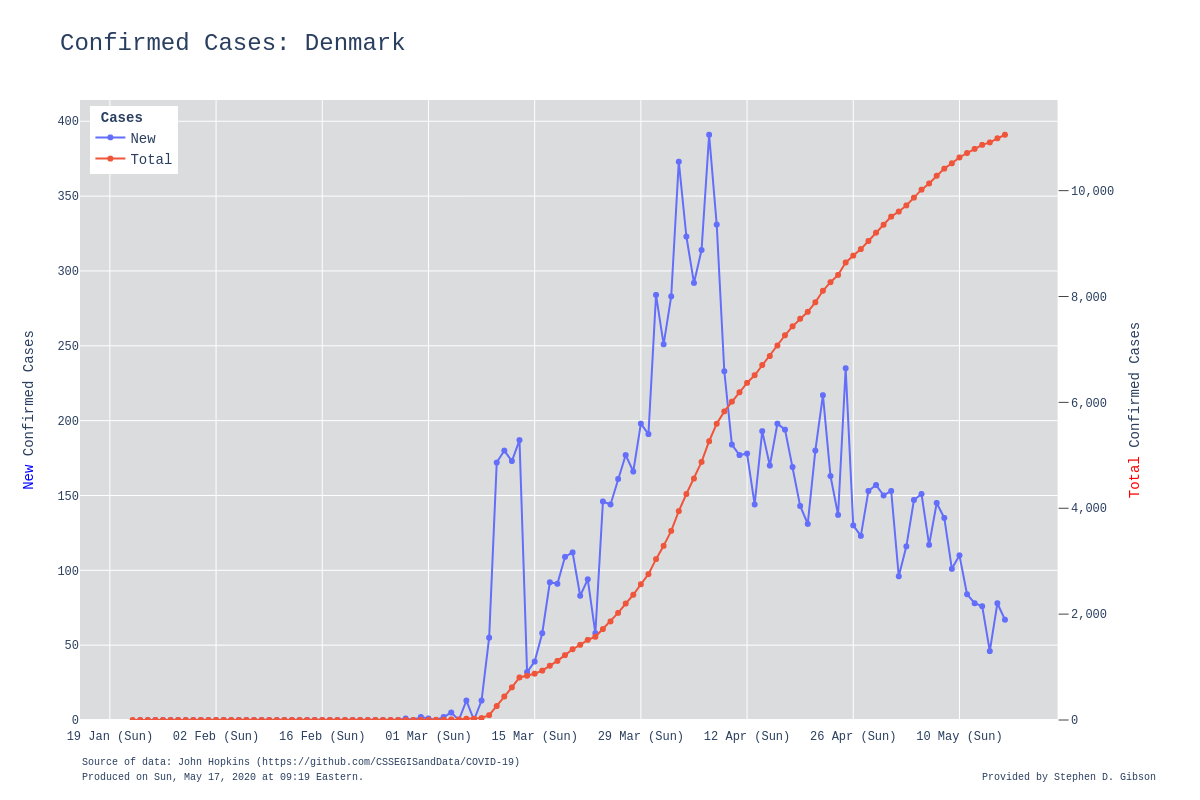 Confirmed Cases: Denmark
Cases
New
Total
400
350
300
250
200
150
100
50
0
10,000
8,000
6,000
4,000
2,000
0
New Confirmed Cases
Total Confirmed Cases
19 Jan (Sun) 02 Feb (Sun) 16 Feb (Sun) 01 Mar (Sun) 15 Mar (Sun) 29 Mar (Sun) 12 Apr (Sun) 26 Apr (Sun) 10 May (Sun)
Source of data: John Hopkins (https://github.com/CSSEGISandData/COVID-19)
Produced on Sun, May 17, 2020 at 09:19 Eastern.
Provided by Stephen D. Gibson